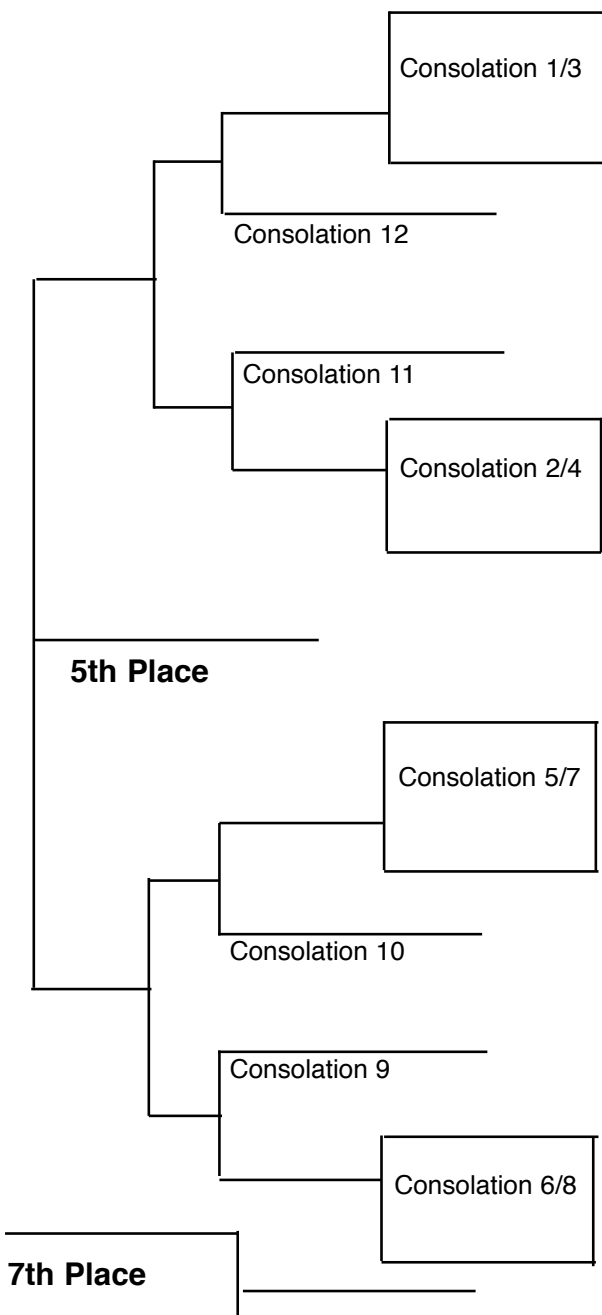 Consolation 1/3
Consolation 12
Consolation 11
Consolation 2/4
5th Place
Consolation 5/7
Consolation 10
Consolation 9
Consolation 6/8
7th Place